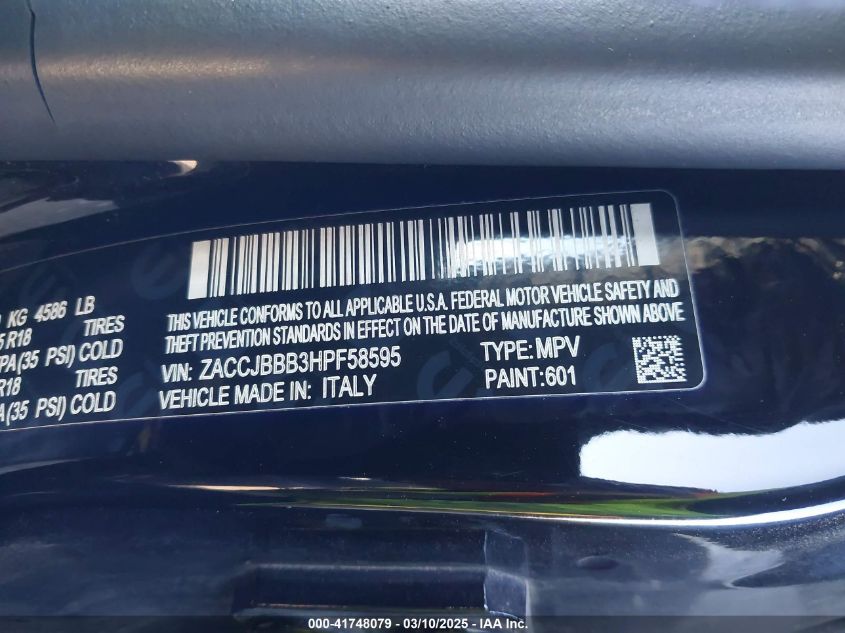 KG 4586 LB
R18 TIRES
PA(35 PSI) COLD
R18 TIRES
A(35 PSI) COLD
THIS VEHICLE CONFORMS TO ALL APPLICABLE U.S.A. FEDERAL MOTOR VEHICLE SAFETY AND
THEFT PREVENTION STANDARDS IN EFFECT ON THE DATE OF MANUFACTURE SHOWN ABOVE
VIN: ZACCJBBB3HPF58595 TYPE: MPV
VEHICLE MADE IN: ITALY PAINT:601
000-41748079 — 03/10/2025 — IAA Inc.